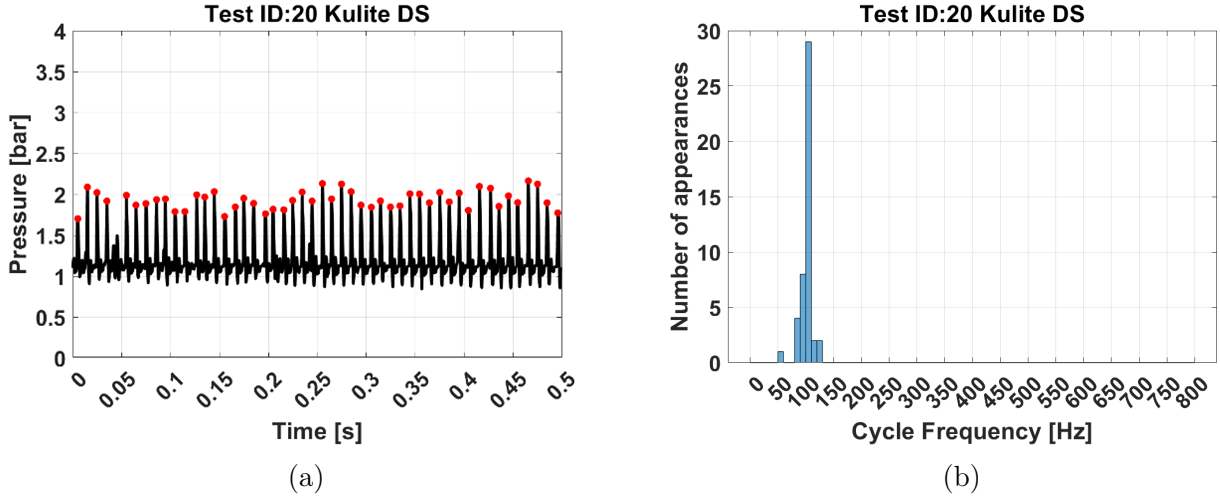 Test ID:20 Kulite DS
Pressure [bar]
4
3.5
3
2.5
2
1.5
1
0.5
0
0 0.05 0.1 0.15 0.2 0.25 0.3 0.35 0.4 0.45 0.5
Time [s]
(a)
Test ID:20 Kulite DS
Number of appearances
30
25
20
15
10
5
0
0 50 100 150 200 250 300 350 400 450 500 550 600 650 700 750 800
Cycle Frequency [Hz]
(b)